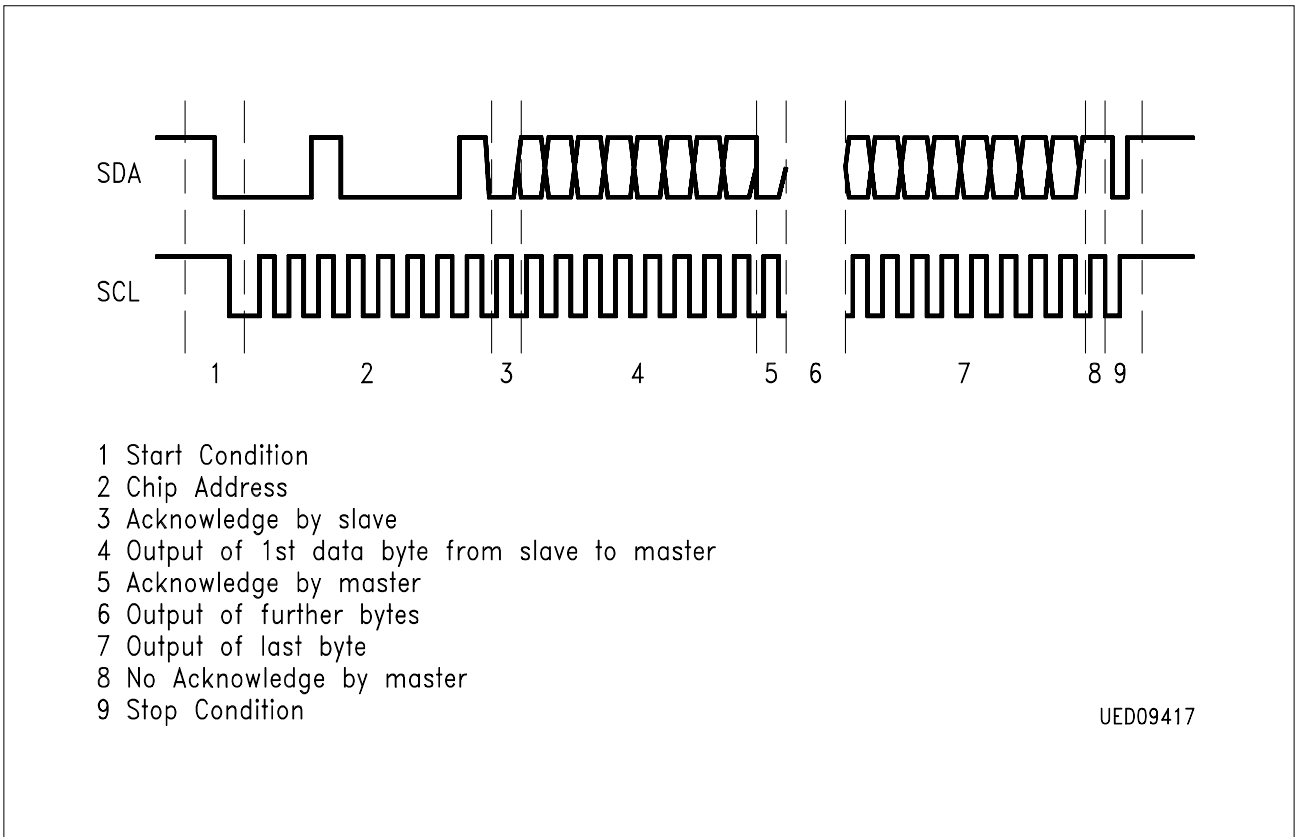 SDA
SCL
1 2 3 4 5 6 7 8 9
1 Start Condition
2 Chip Address
3 Acknowledge by slave
4 Output of 1st data byte from slave to master
5 Acknowledge by master
6 Output of further bytes
7 Output of last byte
8 No Acknowledge by master
9 Stop Condition
UED09417